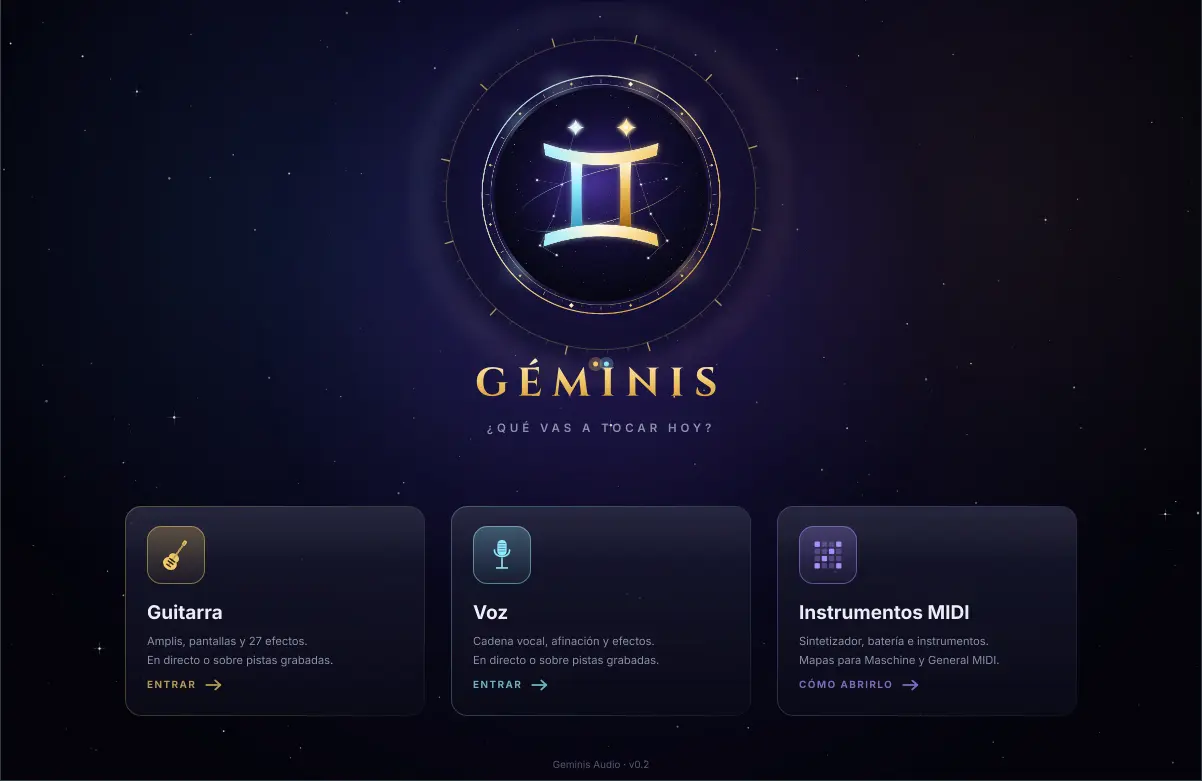 GÉMINIS
¿QUÉ VAS A TOCAR HOY?
Guitarra
Amplis, pantallas y 27 efectos.
En directo o sobre pistas grabadas.
ENTRAR
Voz
Cadena vocal, afinación y efectos.
En directo o sobre pistas grabadas.
ENTRAR
Instrumentos MIDI
Sintetizador, batería e instrumentos.
Mapas para Maschine y General MIDI.
CÓMO ABRIRLO
Geminis Audio · v0.2